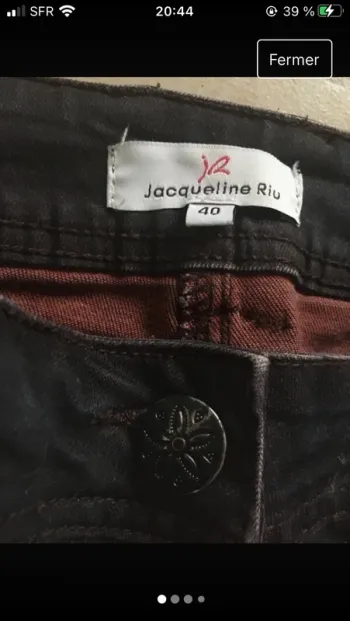 SFR
20:44
39 %
Fermer
JR
Jacqueline Riu
40